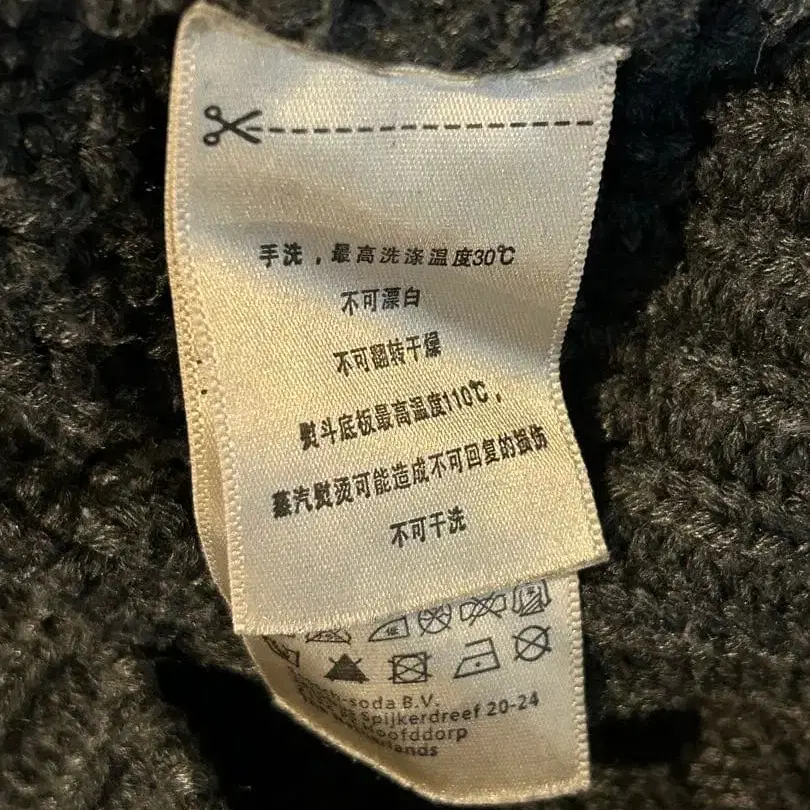 手洗，最高洗涤温度30℃
不可漂白
不可翻转干燥
熨斗底板最高温度110℃，
蒸汽熨烫可能造成不可回复的损伤
不可干洗
soda B.V.
Spijkerdreef 20-24
Hoofddorp